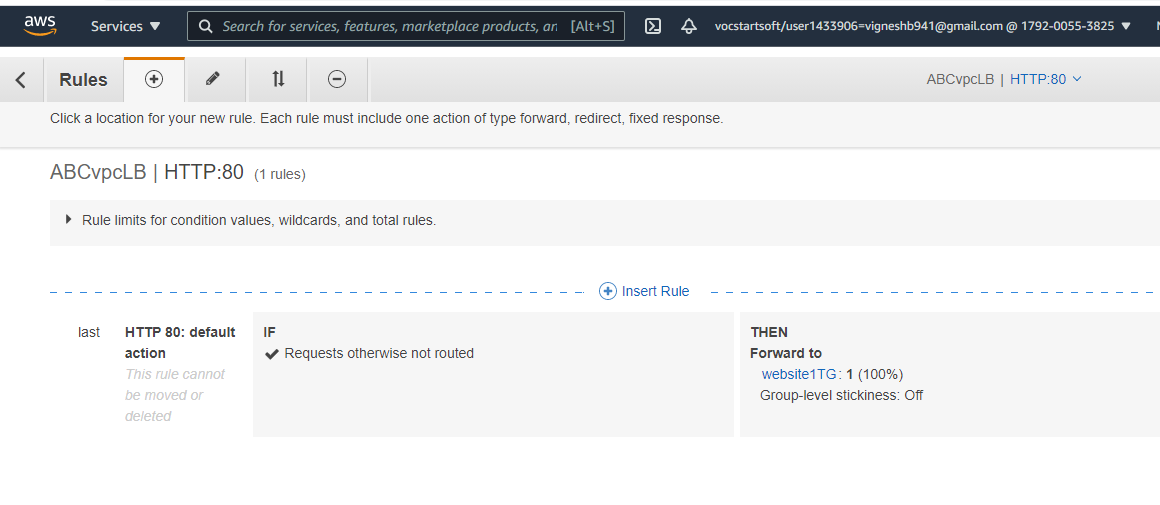 aws Services Search for services, features, marketplace products, an [Alt+S] vocstartsoft/user1433906=vigneshb941@gmail.com @ 1792-0055-3825
Rules ABCvpcLB | HTTP:80
Click a location for your new rule. Each rule must include one action of type forward, redirect, fixed response.
ABCvpcLB | HTTP:80 (1 rules)
Rule limits for condition values, wildcards, and total rules.
Insert Rule
last HTTP 80: default IF THEN
action Requests otherwise not routed Forward to
This rule cannot website1TG: 1 (100%)
be moved or Group-level stickiness: Off
deleted